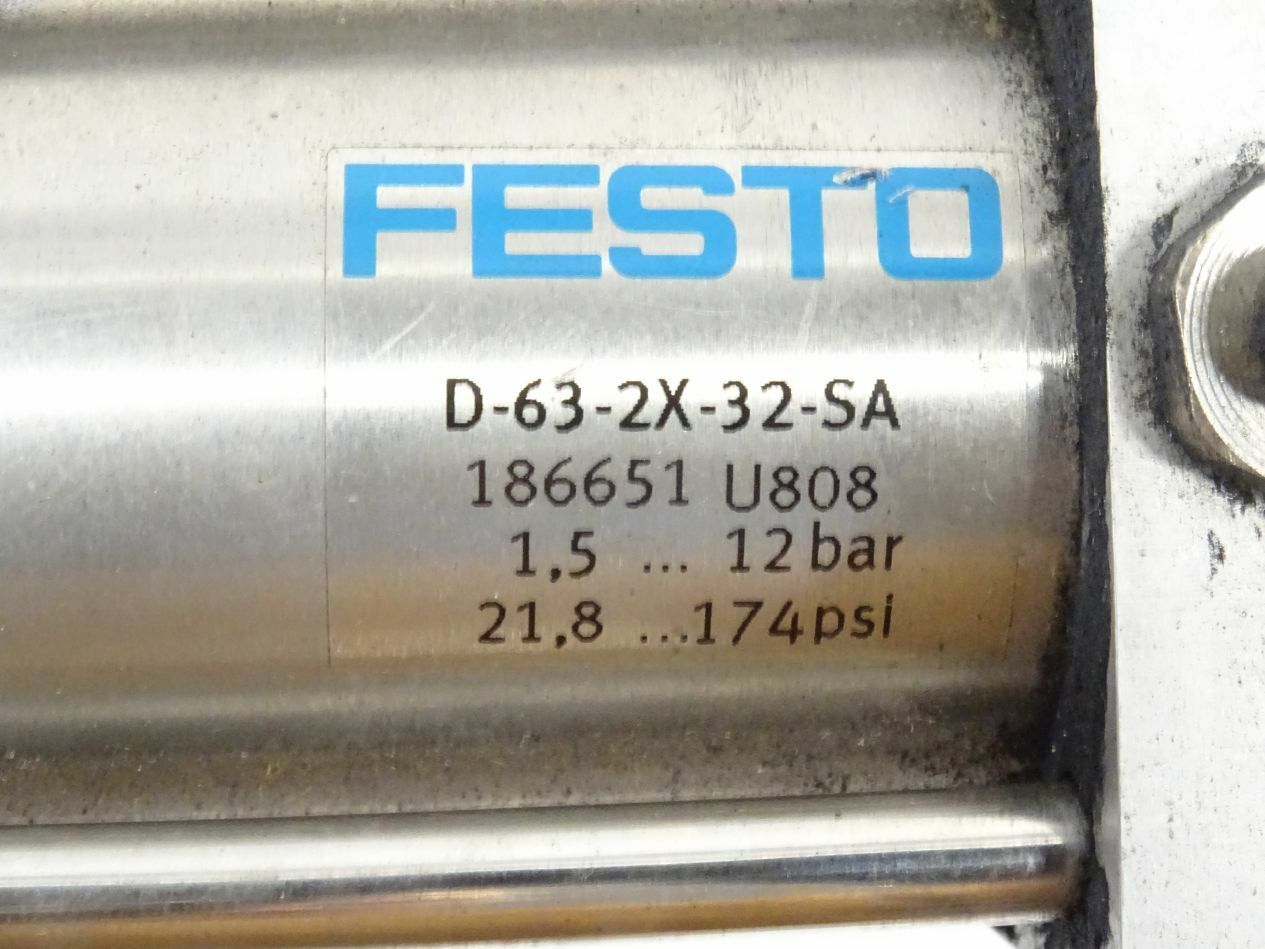 FESTO
D-63-2X-32-SA
186651 U808
1,5 ... 12 bar
21,8 ...174psi